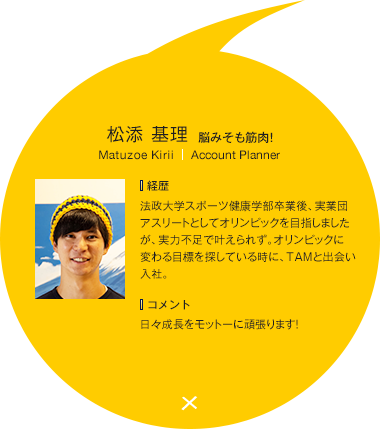 松添 基理 脳みそも筋肉!
Matuzoe Kirii | Account Planner
経歴
法政大学スポーツ健康学部卒業後、実業団
アスリートとしてオリンピックを目指しました
が、実力不足で叶えられず。オリンピックに
変わる目標を探している時に、TAMと出会い
入社。
コメント
日々成長をモットーに頑張ります!